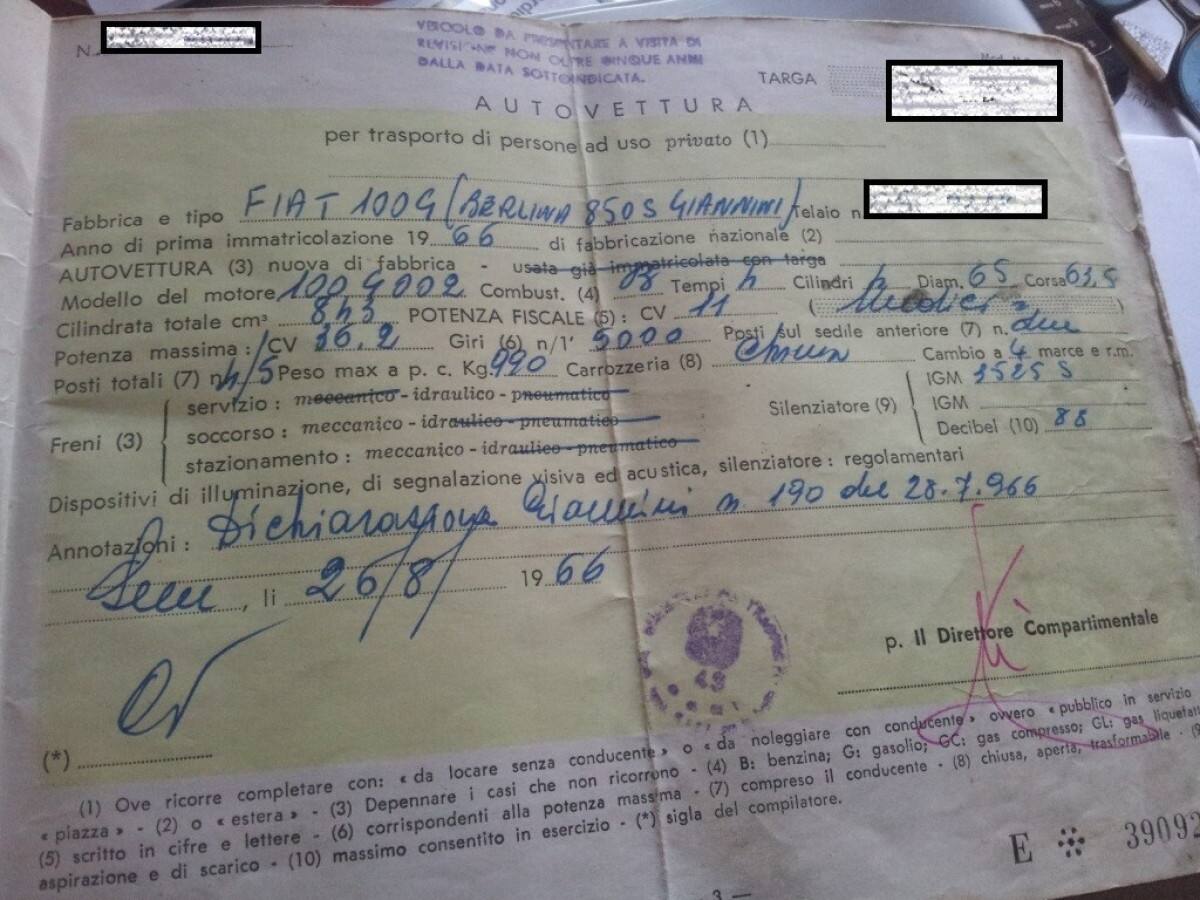 N.
VEICOLO DA PRESENTARE A VISITA DI
REVISIONE NON OLTRE CINQUE ANNI
DALLA DATA SOTTOINDICATA.
TARGA
AUTOVETTURA
per trasporto di persone ad uso privato (1)
Fabbrica e tipo FIAT 100G (BERLINA 850S GIANNINI) Telaio n.
Anno di prima immatricolazione 19 66 di fabbricazione nazionale (2)
AUTOVETTURA (3) nuova di fabbrica - usata già immatricolata con targa
Modello del motore Combust. (4) Tempi 4 Cilindri 4 Diam. 65 Corsa 63,5
Cilindrata totale cm³ 843 POTENZA FISCALE (5): CV 11 (Undici)
Potenza massima: CV Giri (6) n/1' 5000 Posti sul sedile anteriore (7) n. due
Posti totali (7) n. 4/5 Peso max a p. c. Kg. 990 Carrozzeria (8) Chiusa Cambio a 4 marce e r.m.
Freni (3)
servizio: meccanico - idraulico - pneumatico
soccorso: meccanico - idraulico - pneumatico
stazionamento: meccanico - idraulico - pneumatico
Silenziatore (9)
IGM 1525 S
IGM
Decibel (10) 88
Dispositivi di illuminazione, di segnalazione visiva ed acustica, silenziatore: regolamentari
Annotazioni: Dichiarazione Giannini n. 190 del 28.7.966
, li 26/8/ 19 66
p. Il Direttore Compartimentale
(*)
(1) Ove ricorre completare con: « da locare senza conducente » o « da noleggiare con conducente » ovvero « pubblico in servizio
« piazza » - (2) o « estera » - (3) Depennare i casi che non ricorrono - (4) B: benzina; G: gasolio; GC: gas compresso; GL: gas
(5) scritto in cifre e lettere - (6) corrispondenti alla potenza massima - (7) compreso il conducente - (8) chiusa, aperta, trasformabile -
aspirazione e di scarico - (10) massimo consentito in esercizio - (*) sigla del compilatore.
E 39092
— 3 —